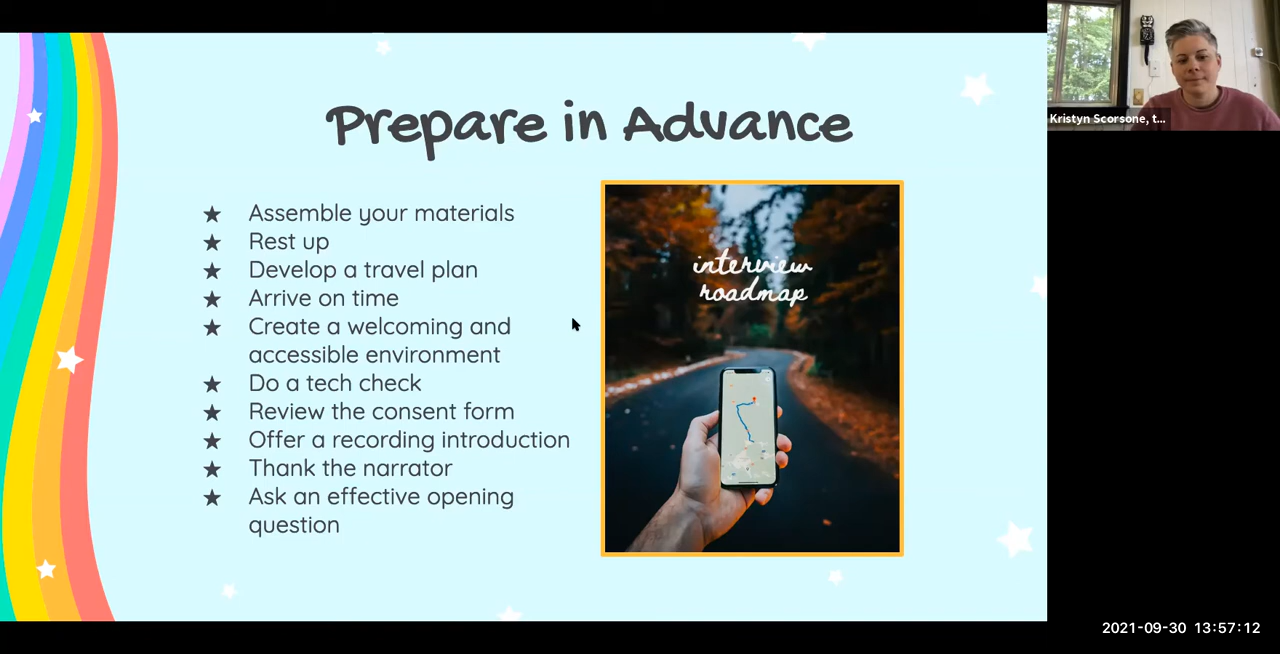 Prepare in Advance
★ Assemble your materials
★ Rest up
★ Develop a travel plan
★ Arrive on time
★ Create a welcoming and
accessible environment
★ Do a tech check
★ Review the consent form
★ Offer a recording introduction
★ Thank the narrator
★ Ask an effective opening
question
interview
roadmap
Kristyn Scorsone, t...
2021-09-30 13:57:12